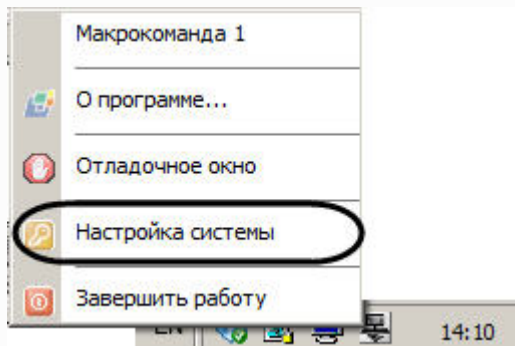 Макрокоманда 1
О программе...
Отладочное окно
Настройка системы
Завершить работу
EN 14:10